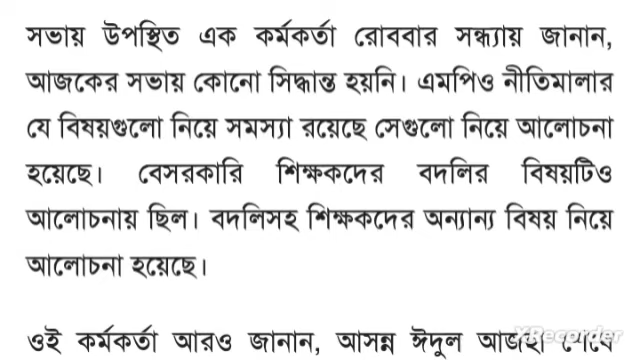 সভায় উপস্থিত এক কর্মকর্তা রোববার সন্ধ্যায় জানান,
আজকের সভায় কোনো সিদ্ধান্ত হয়নি। এমপিও নীতিমালার
যে বিষয়গুলো নিয়ে সমস্যা রয়েছে সেগুলো নিয়ে আলোচনা
হয়েছে। বেসরকারি শিক্ষকদের বদলির বিষয়টিও
আলোচনায় ছিল। বদলিসহ শিক্ষকদের অন্যান্য বিষয় নিয়ে
আলোচনা হয়েছে।
ওই কর্মকর্তা আরও জানান, আসন্ন ঈদুল আজহা শেষে
XRecorder